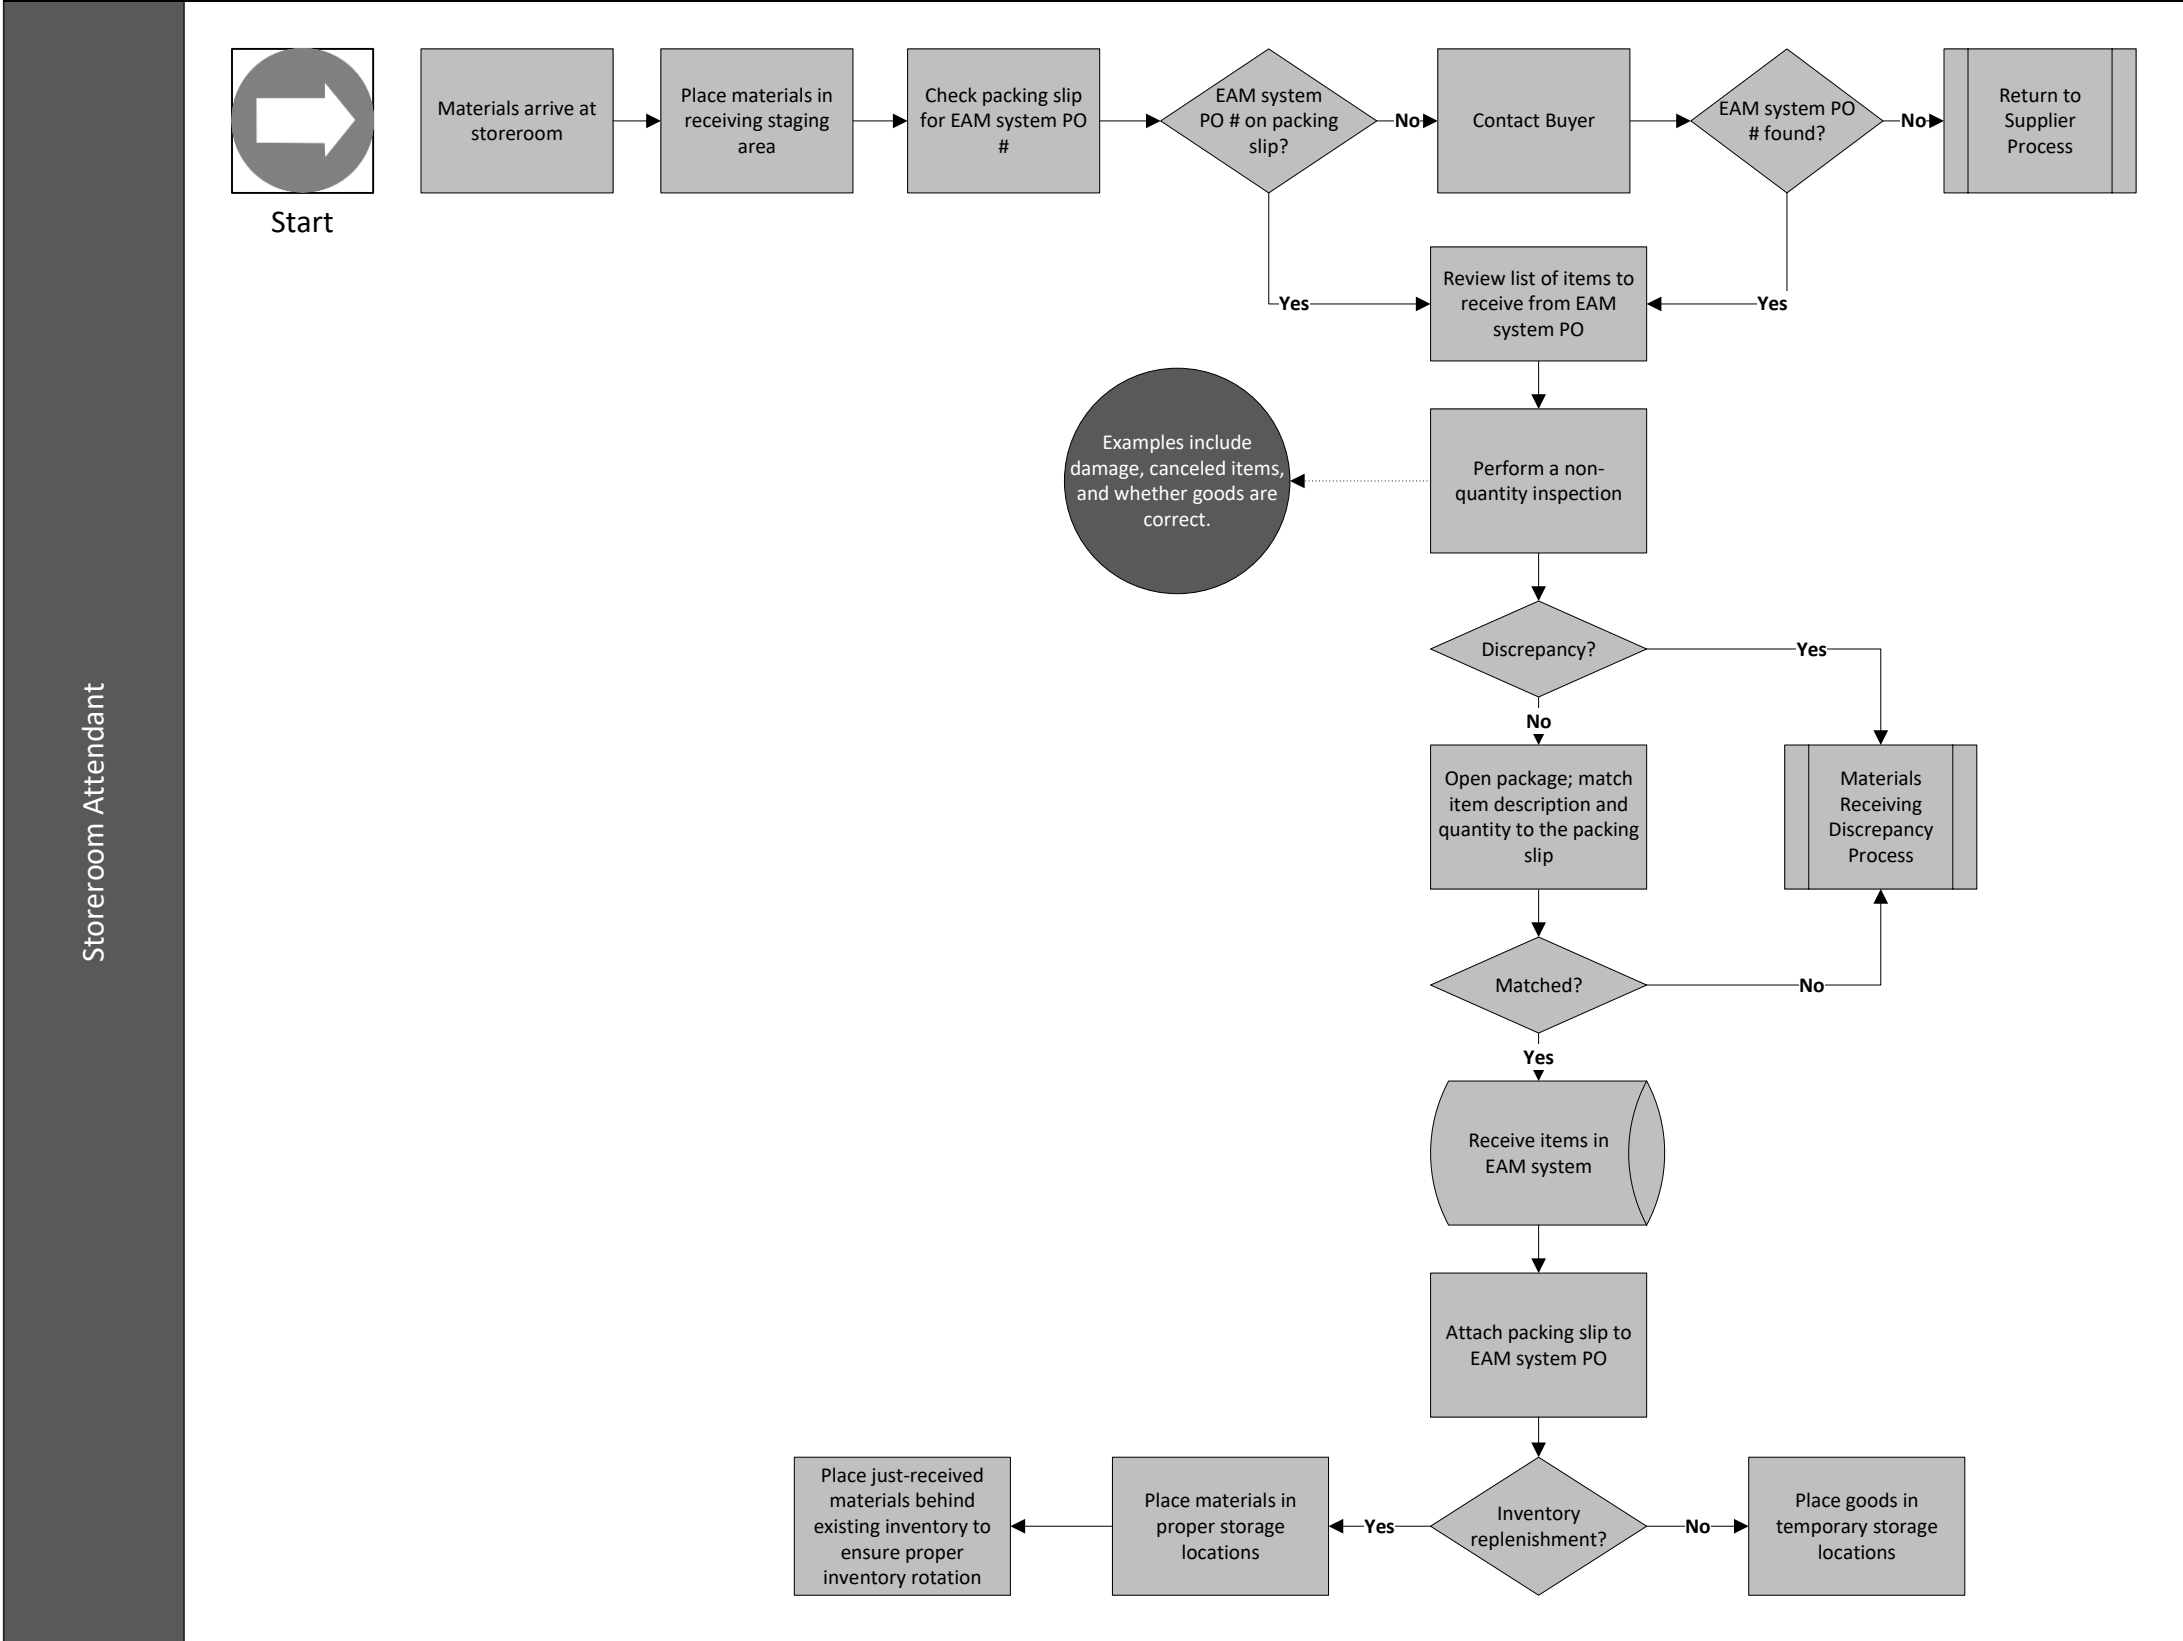 Storeroom Attendant
Start
Materials arrive at
storeroom
Place materials in
receiving staging
area
Check packing slip
for EAM system PO
#
EAM system
PO # on packing
slip?
No
Contact Buyer
EAM system PO
# found?
No
Return to
Supplier
Process
Yes
Review list of items to
receive from EAM
system PO
Yes
Examples include
damage, canceled items,
and whether goods are
correct.
Perform a non-
quantity inspection
Discrepancy?
Yes
No
Open package; match
item description and
quantity to the packing
slip
Materials
Receiving
Discrepancy
Process
Matched?
No
Yes
Receive items in
EAM system
Attach packing slip to
EAM system PO
Place just-received
materials behind
existing inventory to
ensure proper
inventory rotation
Place materials in
proper storage
locations
Yes
Inventory
replenishment?
No
Place goods in
temporary storage
locations